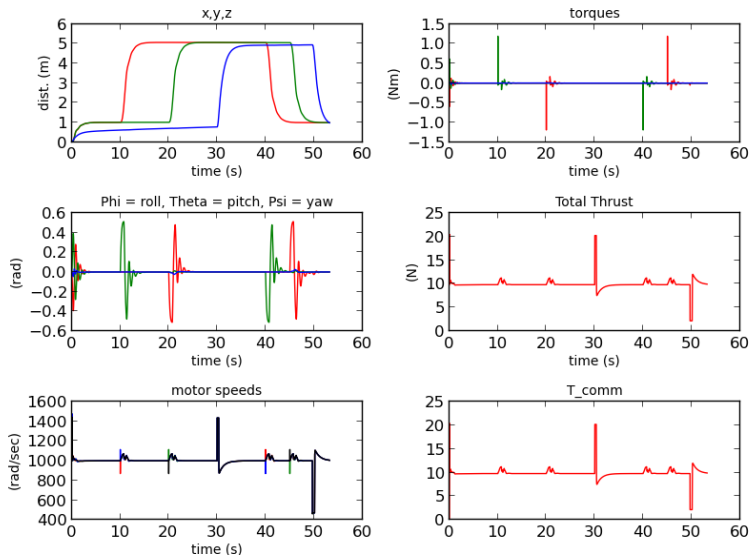 x,y,z
6
5
4
3
2
1
0
dist. (m)
0 10 20 30 40 50 60
time (s)
torques
1.5
1.0
0.5
0.0
−0.5
−1.0
−1.5
(Nm)
0 10 20 30 40 50 60
time (s)
Phi = roll, Theta = pitch, Psi = yaw
0.6
0.4
0.2
0.0
−0.2
−0.4
−0.6
(rad)
0 10 20 30 40 50 60
time (s)
Total Thrust
25
20
15
10
5
0
(N)
0 10 20 30 40 50 60
time (s)
motor speeds
1600
1400
1200
1000
800
600
400
(rad/sec)
0 10 20 30 40 50 60
time (s)
T_comm
25
20
15
10
5
0
0 10 20 30 40 50 60
time (s)